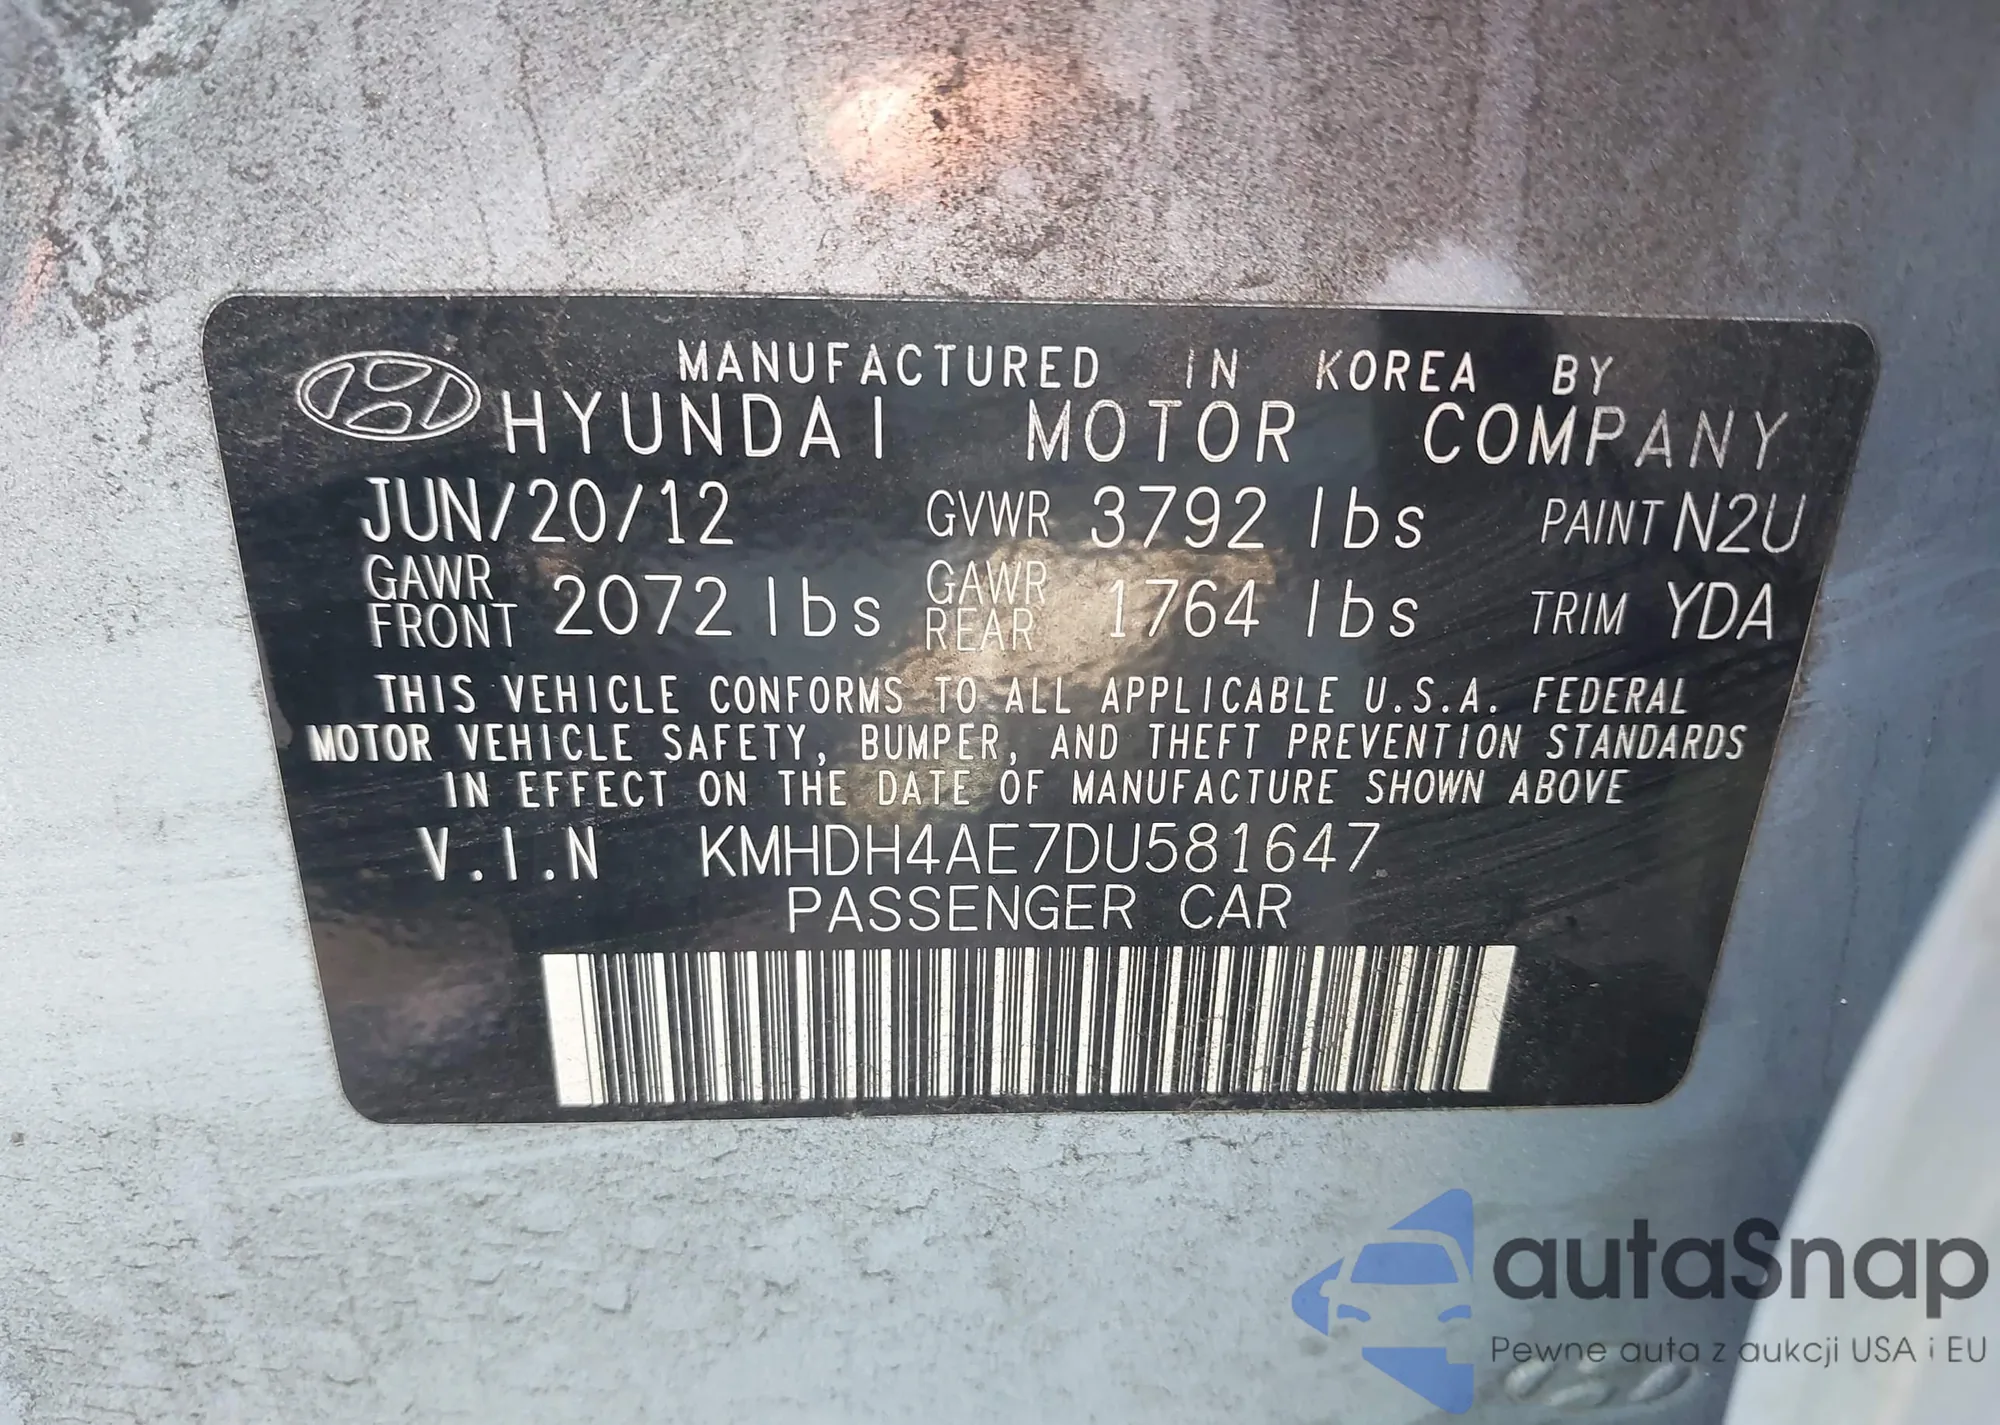 MANUFACTURED IN KOREA BY
HYUNDAI MOTOR COMPANY
JUN/20/12 GVWR 3792 lbs PAINT N2U
GAWR FRONT 2072 lbs GAWR REAR 1764 lbs TRIM YDA
THIS VEHICLE CONFORMS TO ALL APPLICABLE U.S.A. FEDERAL
MOTOR VEHICLE SAFETY, BUMPER, AND THEFT PREVENTION STANDARDS
IN EFFECT ON THE DATE OF MANUFACTURE SHOWN ABOVE
V.I.N KMHDH4AE7DU581647
PASSENGER CAR
autaSnap
Pewne auta z aukcji USA i EU